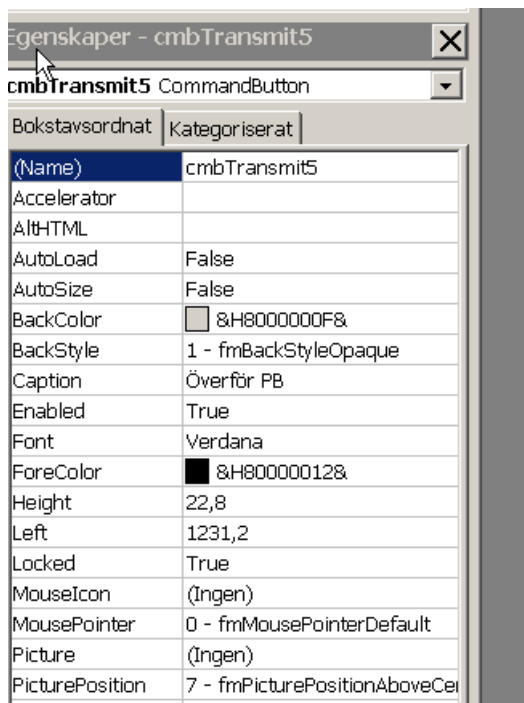 Egenskaper - cmbTransmit5
cmbTransmit5 CommandButton
Bokstavsordnat Kategoriserat
(Name) cmbTransmit5
Accelerator
AltHTML
AutoLoad False
AutoSize False
BackColor &H8000000F&
BackStyle 1 - fmBackStyleOpaque
Caption Överför PB
Enabled True
Font Verdana
ForeColor &H80000012&
Height 22,8
Left 1231,2
Locked True
MouseIcon (Ingen)
MousePointer 0 - fmMousePointerDefault
Picture (Ingen)
PicturePosition 7 - fmPicturePositionAboveCe